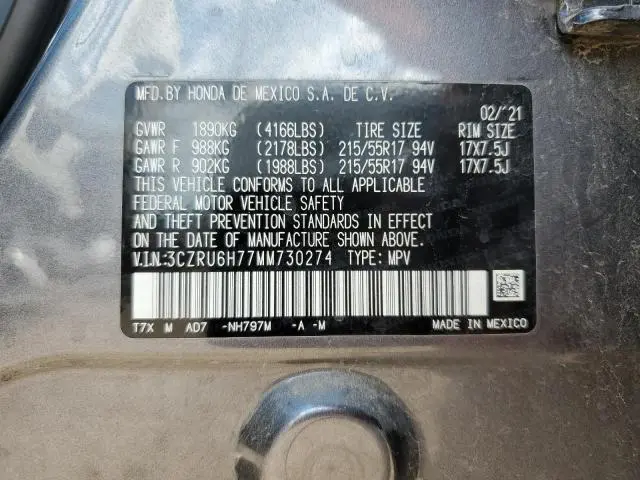 MFD.BY HONDA DE MEXICO S.A. DE C.V.
02/'21
GVWR 1890KG (4166LBS) TIRE SIZE RIM SIZE
GAWR F 988KG (2178LBS) 215/55R17 94V 17X7.5J
GAWR R 902KG (1988LBS) 215/55R17 94V 17X7.5J
THIS VEHICLE CONFORMS TO ALL APPLICABLE
FEDERAL MOTOR VEHICLE SAFETY
AND THEFT PREVENTION STANDARDS IN EFFECT
ON THE DATE OF MANUFACTURE SHOWN ABOVE.
V.I.N.:3CZRU6H77MM730274 TYPE: MPV
T7X M AD7 -NH797M -A -M MADE IN MEXICO